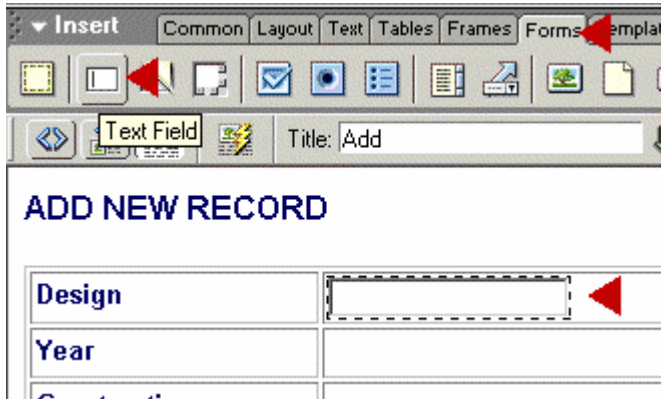 Insert Common Layout Text Tables Frames Forms
Text Field
Title: Add
ADD NEW RECORD
Design
Year